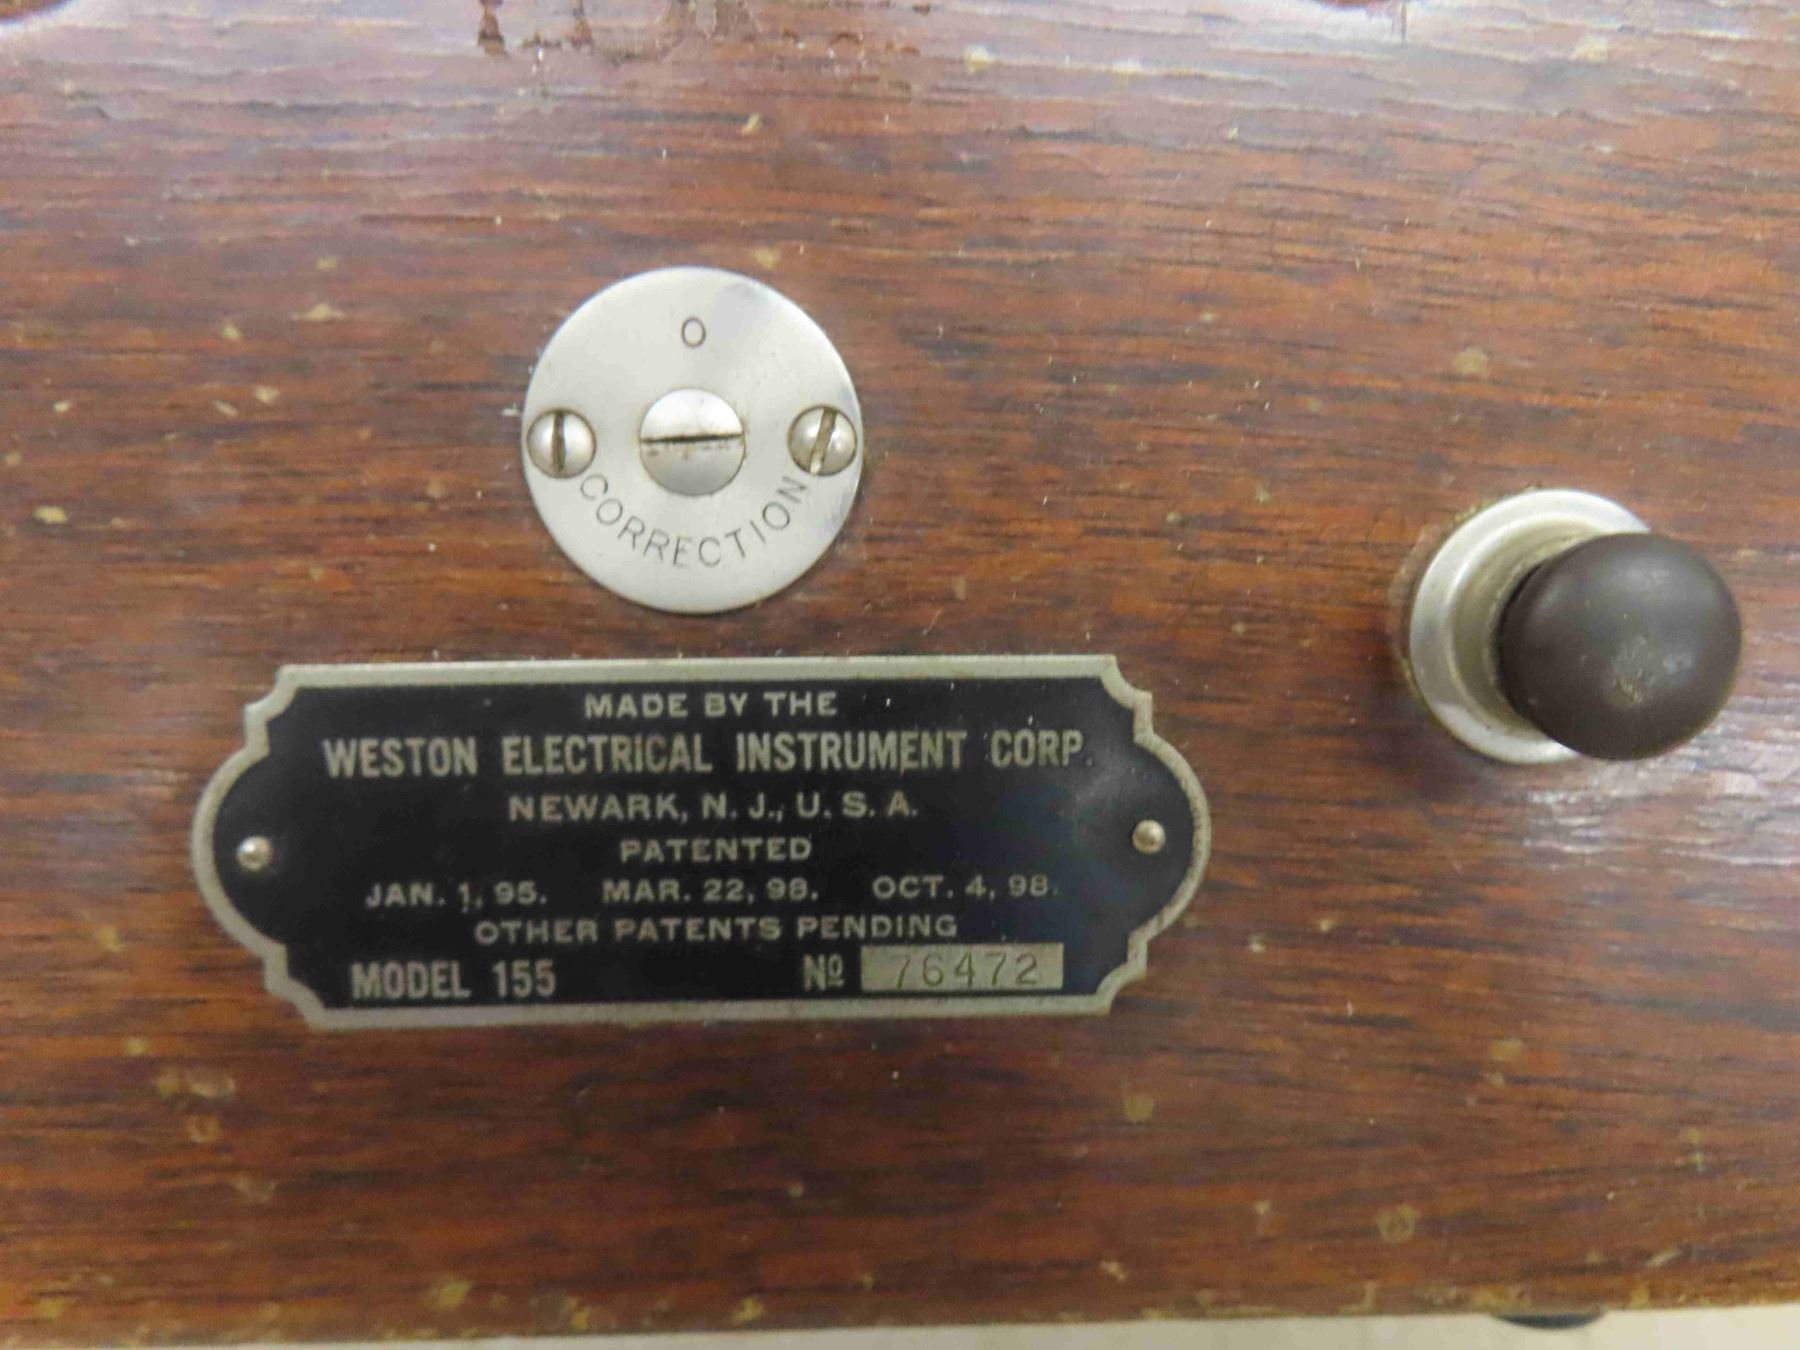 O
CORRECTION
MADE BY THE
WESTON ELECTRICAL INSTRUMENT CORP.
NEWARK, N. J., U. S. A.
PATENTED
JAN. 1, 95. MAR. 22, 98. OCT. 4, 98.
OTHER PATENTS PENDING
MODEL 155 Nº 76472